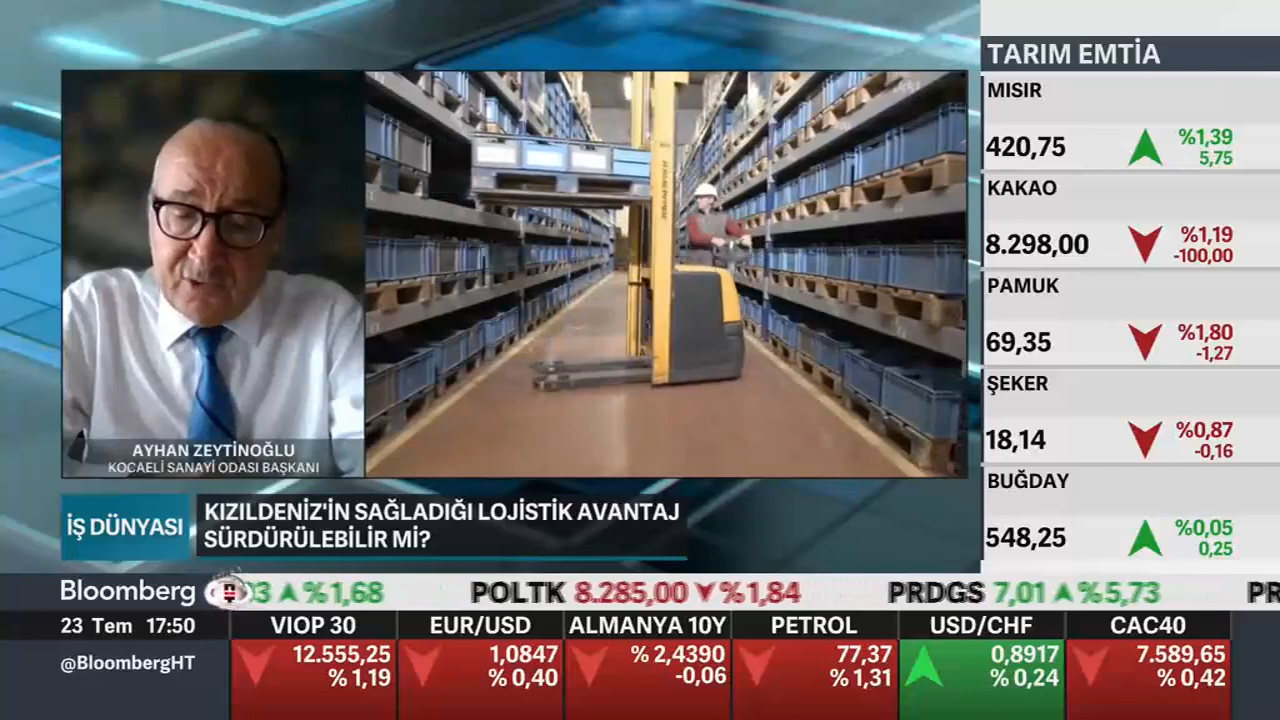 TARIM EMTİA
MISIR
420,75
%1,39
5,75
KAKAO
8.298,00
%1,19
-100,00
PAMUK
69,35
%1,80
-1,27
ŞEKER
18,14
%0,87
-0,16
BUĞDAY
548,25
%0,05
0,25
AYHAN ZEYTİNOĞLU
KOCAELİ SANAYİ ODASI BAŞKANI
İŞ DÜNYASI
KIZILDENİZ'İN SAĞLADIĞI LOJİSTİK AVANTAJ
SÜRDÜRÜLEBİLİR Mİ?
Bloomberg
%1,68 POLTK 8.285,00 %1,84 PRDGS 7,01 %5,73 PR
23 Tem 17:50
@BloombergHT
VIOP 30
12.555,25
% 1,19
EUR/USD
1,0847
% 0,40
ALMANYA 10Y
% 2,4390
-0,06
PETROL
77,37
% 1,31
USD/CHF
0,8917
% 0,24
CAC40
7.589,65
% 0,42